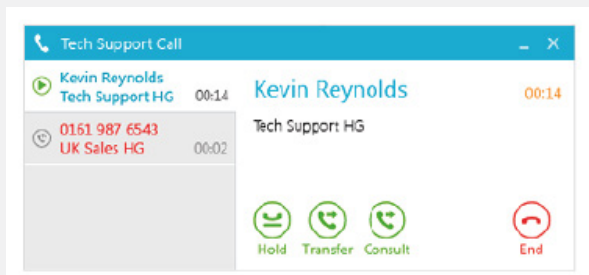 Tech Support Call
Kevin Reynolds
Tech Support HG 00:14
0161 987 6543
UK Sales HG 00:02
Kevin Reynolds 00:14
Tech Support HG
Hold Transfer Consult End